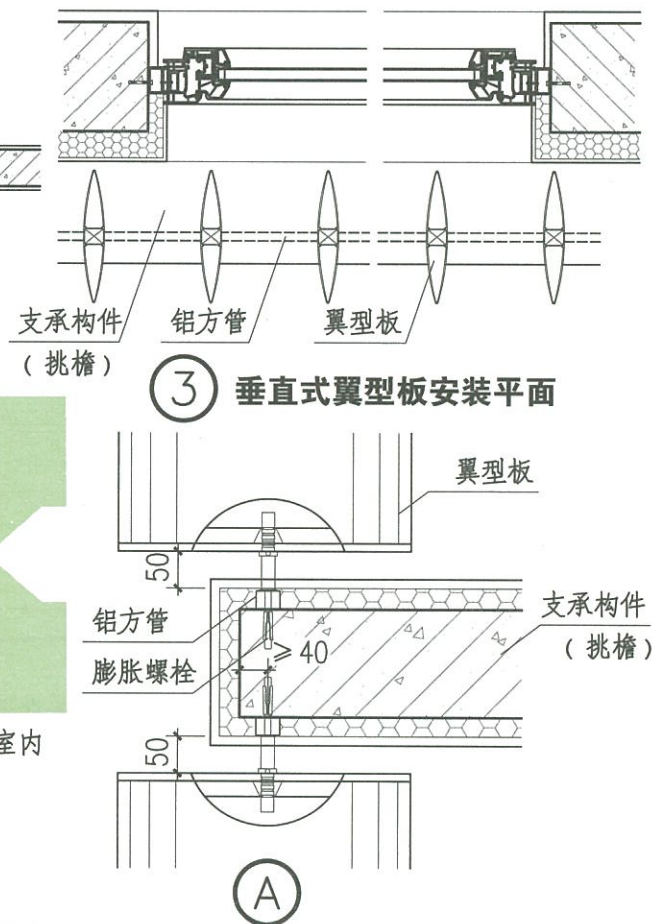 支承构件
(挑檐)
铝方管
翼型板
3 垂直式翼型板安装平面
翼型板
50
铝方管
膨胀螺栓
≥40
支承构件
(挑檐)
50
室内
A